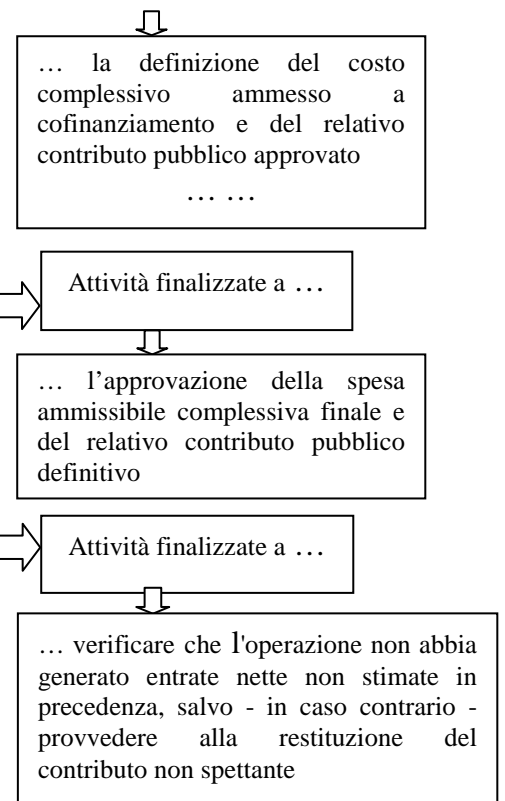 … la definizione del costo
complessivo ammesso a
cofinanziamento e del relativo
contributo pubblico approvato
… …
Attività finalizzate a …
… l’approvazione della spesa
ammissibile complessiva finale e
del relativo contributo pubblico
definitivo
Attività finalizzate a …
… verificare che l'operazione non abbia
generato entrate nette non stimate in
precedenza, salvo - in caso contrario -
provvedere alla restituzione del
contributo non spettante